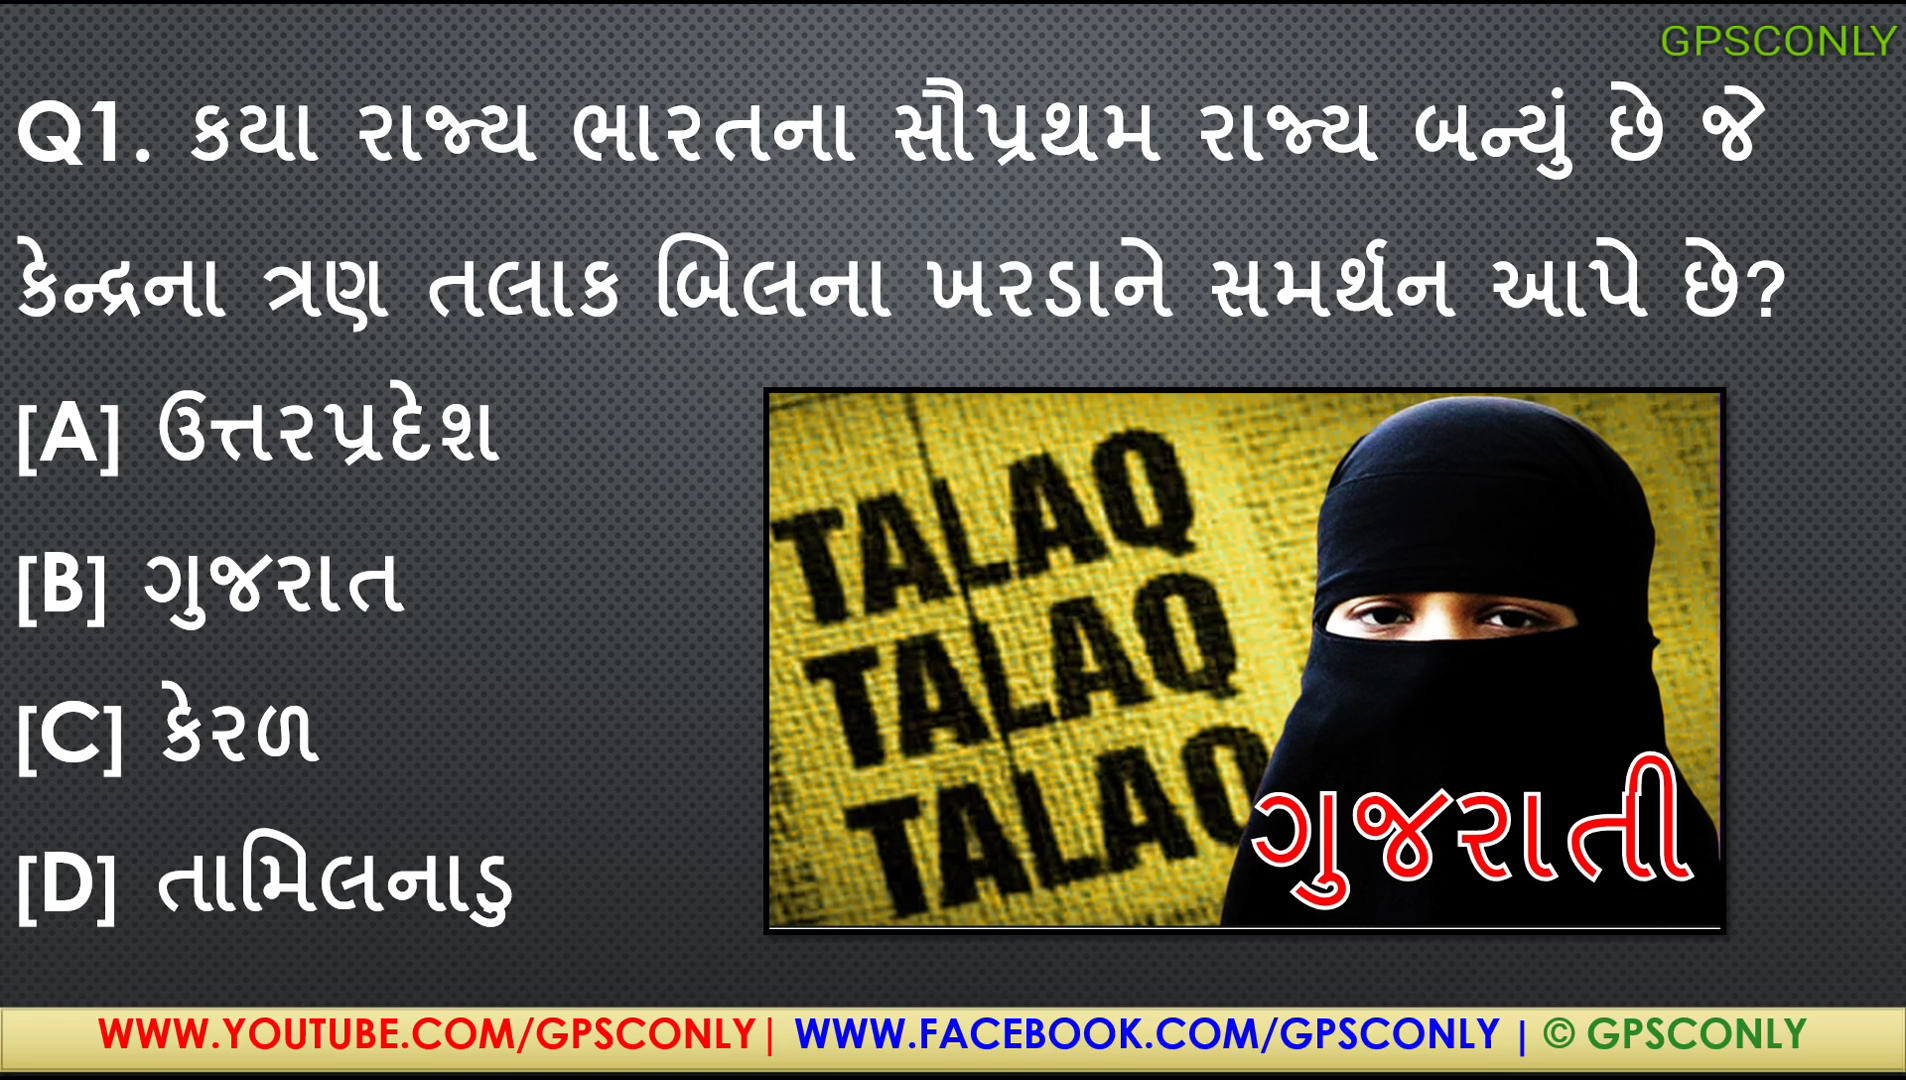 GPSCONLY
Q1. કયા રાજ્ય ભારતના સૌપ્રથમ રાજ્ય બન્યું છે જે
કેન્દ્રના ત્રણ તલાક બિલના ખરડાને સમર્થન આપે છે?
[A] ઉત્તરપ્રદેશ
[B] ગુજરાત
[C] કેરળ
[D] તામિલનાડુ
TALAQ
TALAQ
TALAQ
ગુજરાતી
WWW.YOUTUBE.COM/GPSCONLY| WWW.FACEBOOK.COM/GPSCONLY | © GPSCONLY